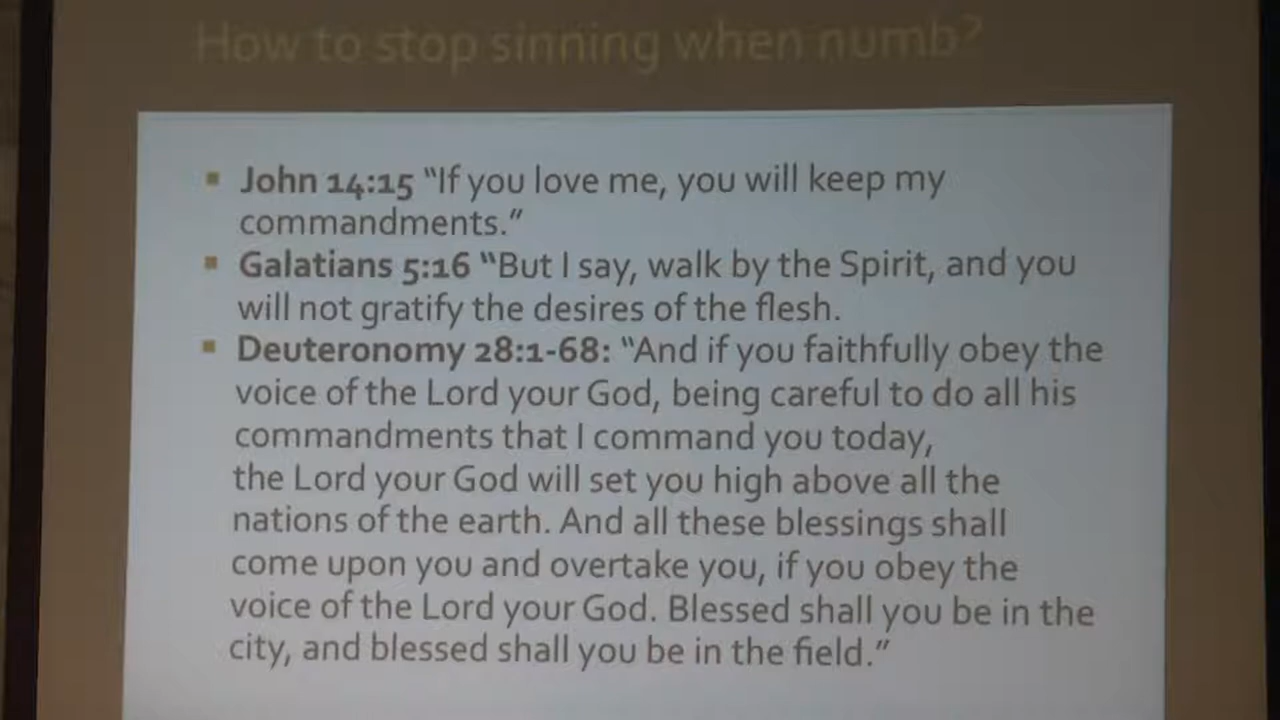 How to stop sinning when numb?
▪ John 14:15 “If you love me, you will keep my
commandments.”
▪ Galatians 5:16 “But I say, walk by the Spirit, and you
will not gratify the desires of the flesh.
▪ Deuteronomy 28:1-68: “And if you faithfully obey the
voice of the Lord your God, being careful to do all his
commandments that I command you today,
the Lord your God will set you high above all the
nations of the earth. And all these blessings shall
come upon you and overtake you, if you obey the
voice of the Lord your God. Blessed shall you be in the
city, and blessed shall you be in the field.”